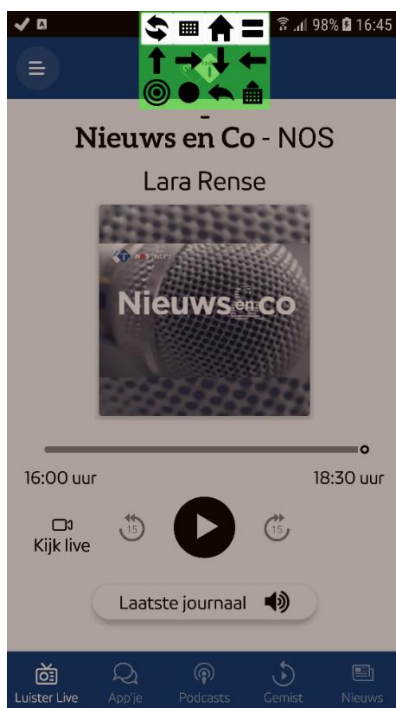 98% 16:45
Nieuws en Co - NOS
Lara Rense
Nieuws en co
16:00 uur 18:30 uur
15 15
Kijk live
Laatste journaal
Luister Live App'je Podcasts Gemist Nieuws